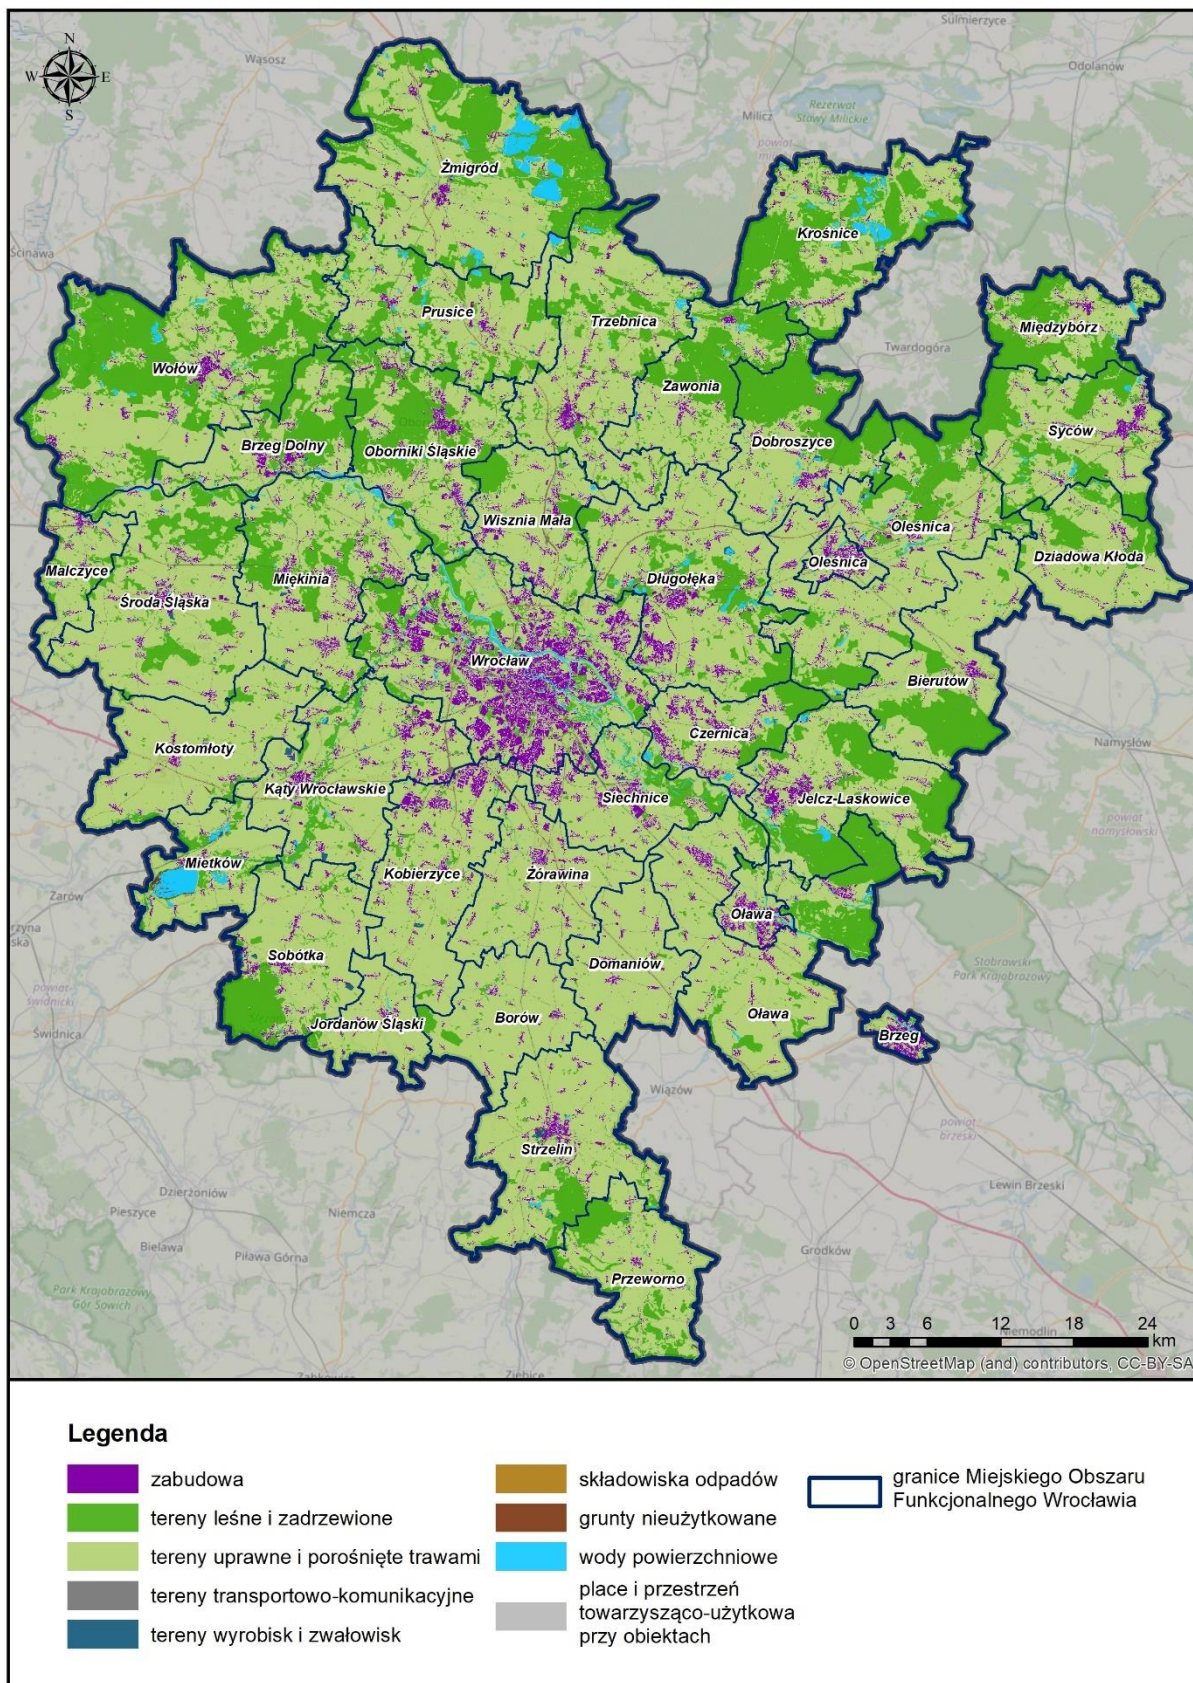 Sulmierzyce
N
Wąsosz
Odolanów
W
E
S
Milicz
Rezerwat
Stawy Milickie
Żmigród
Krośnice
Ścinawa
Prusice
Trzebnica
Międzybórz
Twardogóra
Wołów
Zawonia
Syców
Brzeg Dolny
Oborniki Śląskie
Dobroszyce
Wisznia Mała
Oleśnica
Dziadowa Kłoda
Oleśnica
Malczyce
Miękinia
Długołęka
Środa Śląska
Wrocław
Bierutów
Czernica
Kostomłoty
Namysłów
Kąty Wrocławskie
Siechnice
Jelcz-Laskowice
powiat
namysłowski
Mietków
Kobierzyce
Żórawina
Żarów
Oława
Sobótka
Domaniów
Stobrawski
Park Krajobrazowy
powiat
świdnicki
Świdnica
Jordanów Śląski
Borów
Oława
Brzeg
Wiązów
powiat
brzeski
Strzelin
Lewin Brzeski
Dzierżoniów
Pieszyce
Niemcza
Bielawa
Piława Górna
Grodków
Przeworno
Park Krajobrazowy
Gór Sowich
0 3 6 12 18 24
km
Niemodlin
© OpenStreetMap (and) contributors, CC-BY-SA
Ząbkowice
Ziębice
Legenda
zabudowa
tereny leśne i zadrzewione
tereny uprawne i porośnięte trawami
tereny transportowo-komunikacyjne
tereny wyrobisk i zwałowisk
składowiska odpadów
grunty nieużytkowane
wody powierzchniowe
place i przestrzeń
towarzysząco-użytkowa
przy obiektach
granice Miejskiego Obszaru
Funkcjonalnego Wrocławia